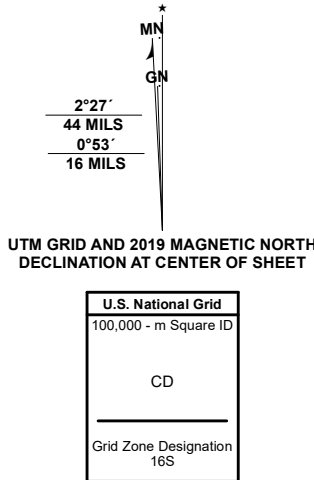 MN
GN
2°27´
44 MILS
0°53´
16 MILS
UTM GRID AND 2019 MAGNETIC NORTH
DECLINATION AT CENTER OF SHEET
U.S. National Grid
100,000 - m Square ID
CD
Grid Zone Designation
16S